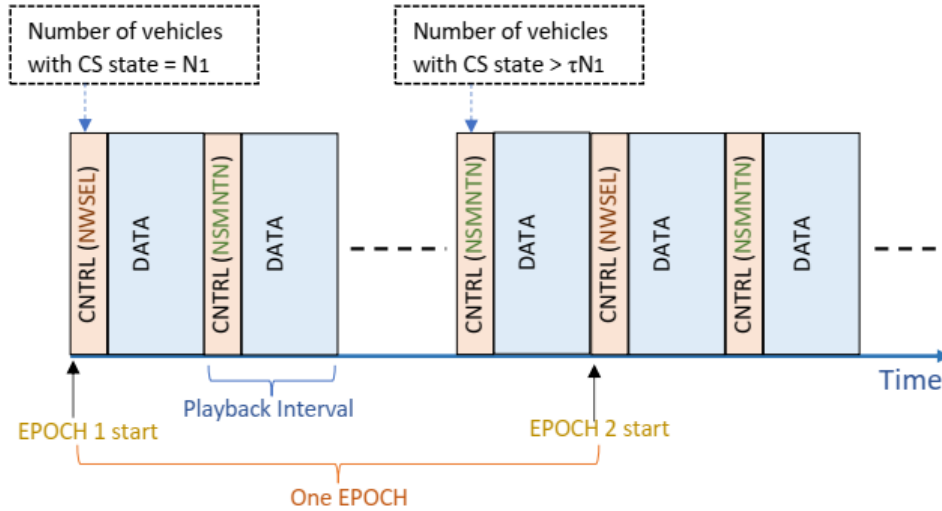 Number of vehicles
with CS state = N1
Number of vehicles
with CS state > τN1
CNTRL (NWSEL)
DATA
CNTRL (NSMNTN)
DATA
CNTRL (NSMNTN)
DATA
CNTRL (NWSEL)
DATA
CNTRL (NSMNTN)
DATA
Time
Playback Interval
EPOCH 1 start
EPOCH 2 start
One EPOCH